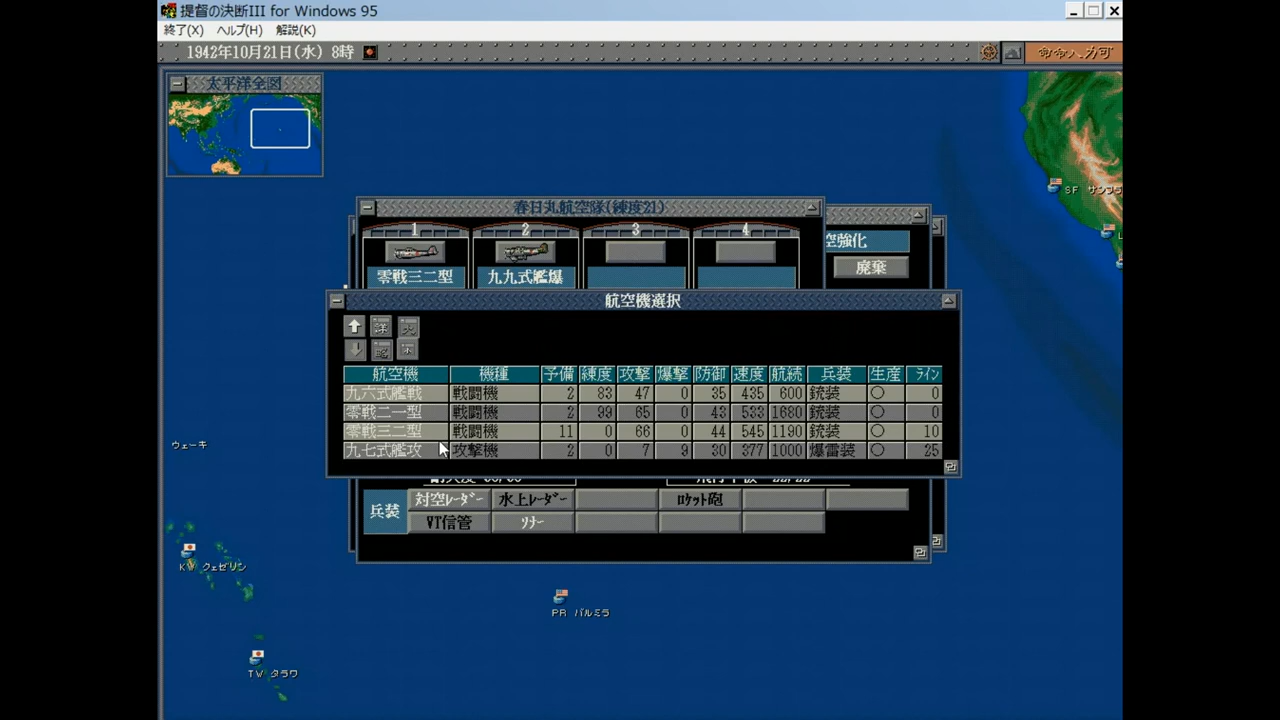 提督の決断III for Windows 95
終了(X) ヘルプ(H) 解説(K)
1942年10月21日(水) 8時
太平洋全図
春日丸航空隊(練度21)
1 2 3 4
零戦三二型 九九式艦爆
空強化
廃棄
航空機選択
航空機 機種 予備 練度 攻撃 爆撃 防御 速度 航続 兵装 生産 ライン
九六式艦戦 戦闘機 2 83 47 0 35 435 600 銃装 ○ 0
零戦二一型 戦闘機 2 99 65 0 43 533 1680 銃装 ○ 0
零戦三二型 戦闘機 11 0 66 0 44 545 1190 銃装 ○ 10
九七式艦攻 攻撃機 2 0 7 9 30 377 1000 爆雷装 ○ 25
兵装 対空レーダー 水上レーダー ロケット砲
VT信管 ソナー
SF サンフラ
L
ウェーキ
KW クェゼリン
PR パルミラ
TW タラワ